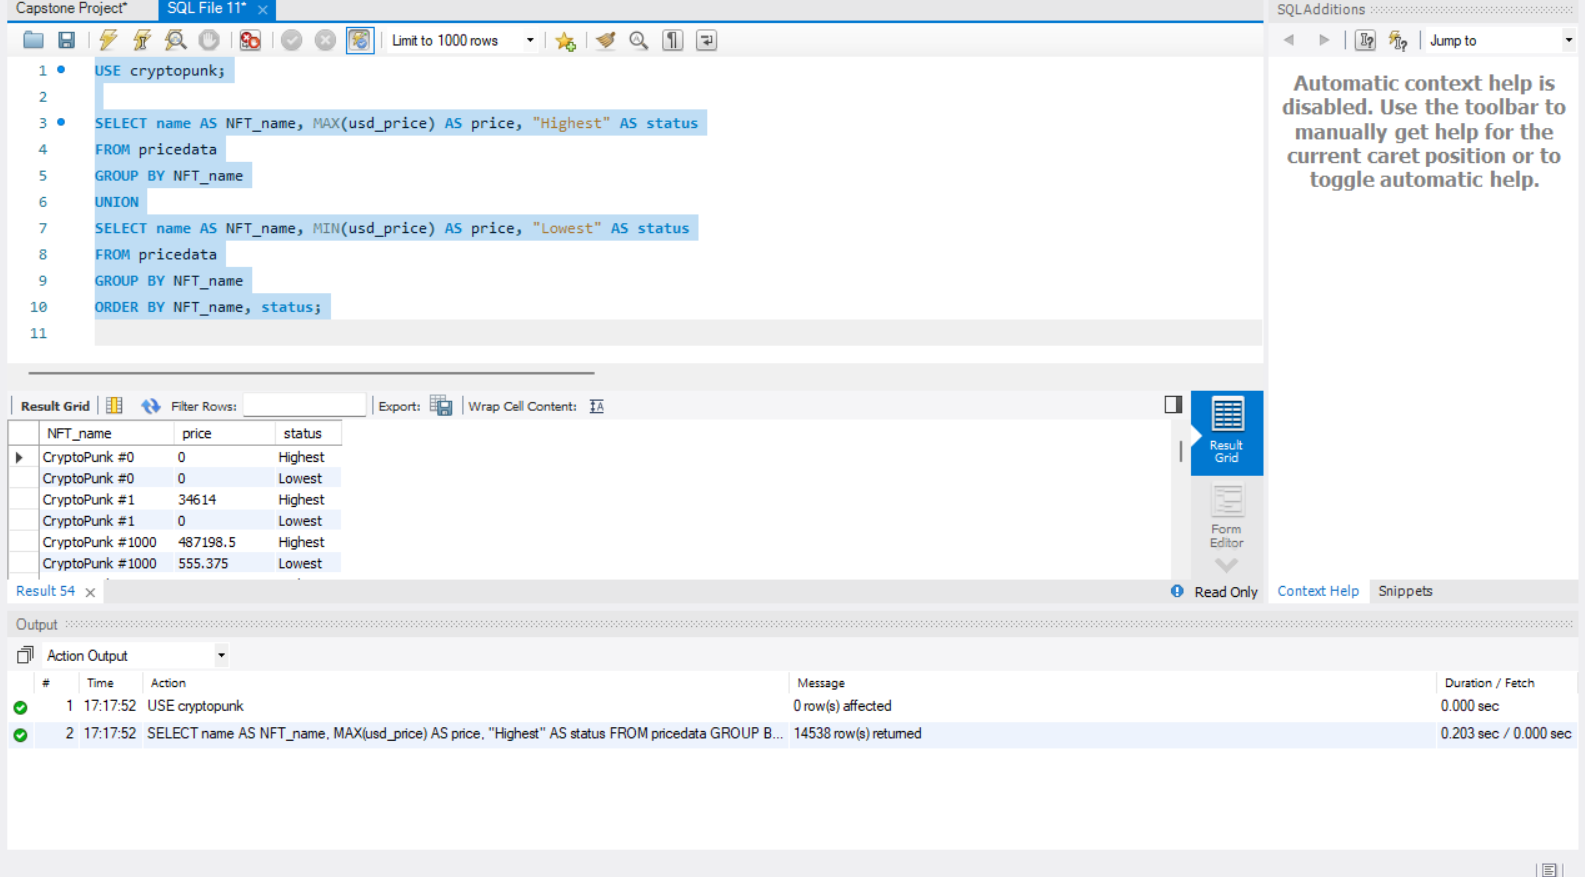 Capstone Project*
SQL File 11*
SQLAdditions
Limit to 1000 rows
Jump to
1 USE cryptopunk;
2
3 SELECT name AS NFT_name, MAX(usd_price) AS price, "Highest" AS status
4 FROM pricedata
5 GROUP BY NFT_name
6 UNION
7 SELECT name AS NFT_name, MIN(usd_price) AS price, "Lowest" AS status
8 FROM pricedata
9 GROUP BY NFT_name
10 ORDER BY NFT_name, status;
11
Automatic context help is
disabled. Use the toolbar to
manually get help for the
current caret position or to
toggle automatic help.
Result Grid Filter Rows: Export: Wrap Cell Content:
NFT_name price status
CryptoPunk #0 0 Highest
CryptoPunk #0 0 Lowest
CryptoPunk #1 34614 Highest
CryptoPunk #1 0 Lowest
CryptoPunk #1000 487198.5 Highest
CryptoPunk #1000 555.375 Lowest
Result
Grid
Form
Editor
Result 54
Read Only
Context Help Snippets
Output
Action Output
# Time Action Message Duration / Fetch
1 17:17:52 USE cryptopunk 0 row(s) affected 0.000 sec
2 17:17:52 SELECT name AS NFT_name, MAX(usd_price) AS price, "Highest" AS status FROM pricedata GROUP B... 14538 row(s) returned 0.203 sec / 0.000 sec